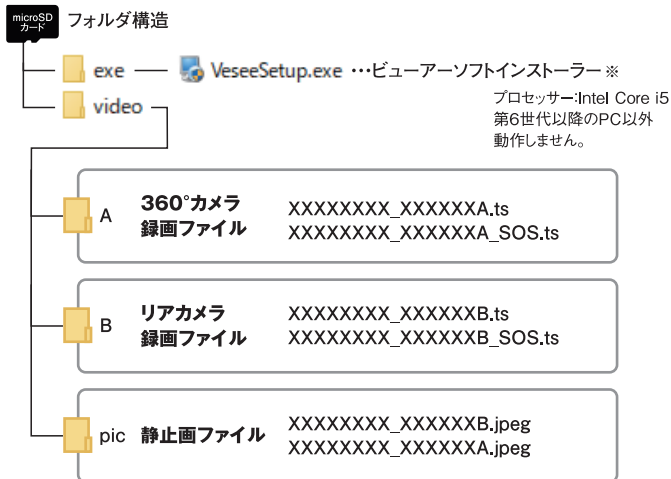 microSD
カード
フォルダ構造
exe
VeseeSetup.exe …ビューアーソフトインストーラー※
プロセッサー:Intel Core i5
第6世代以降のPC以外
動作しません。
video
A
360°カメラ
録画ファイル
XXXXXXXX_XXXXXXA.ts
XXXXXXXX_XXXXXXA_SOS.ts
B
リアカメラ
録画ファイル
XXXXXXXX_XXXXXXB.ts
XXXXXXXX_XXXXXXB_SOS.ts
pic
静止画ファイル
XXXXXXXX_XXXXXXB.jpeg
XXXXXXXX_XXXXXXA.jpeg